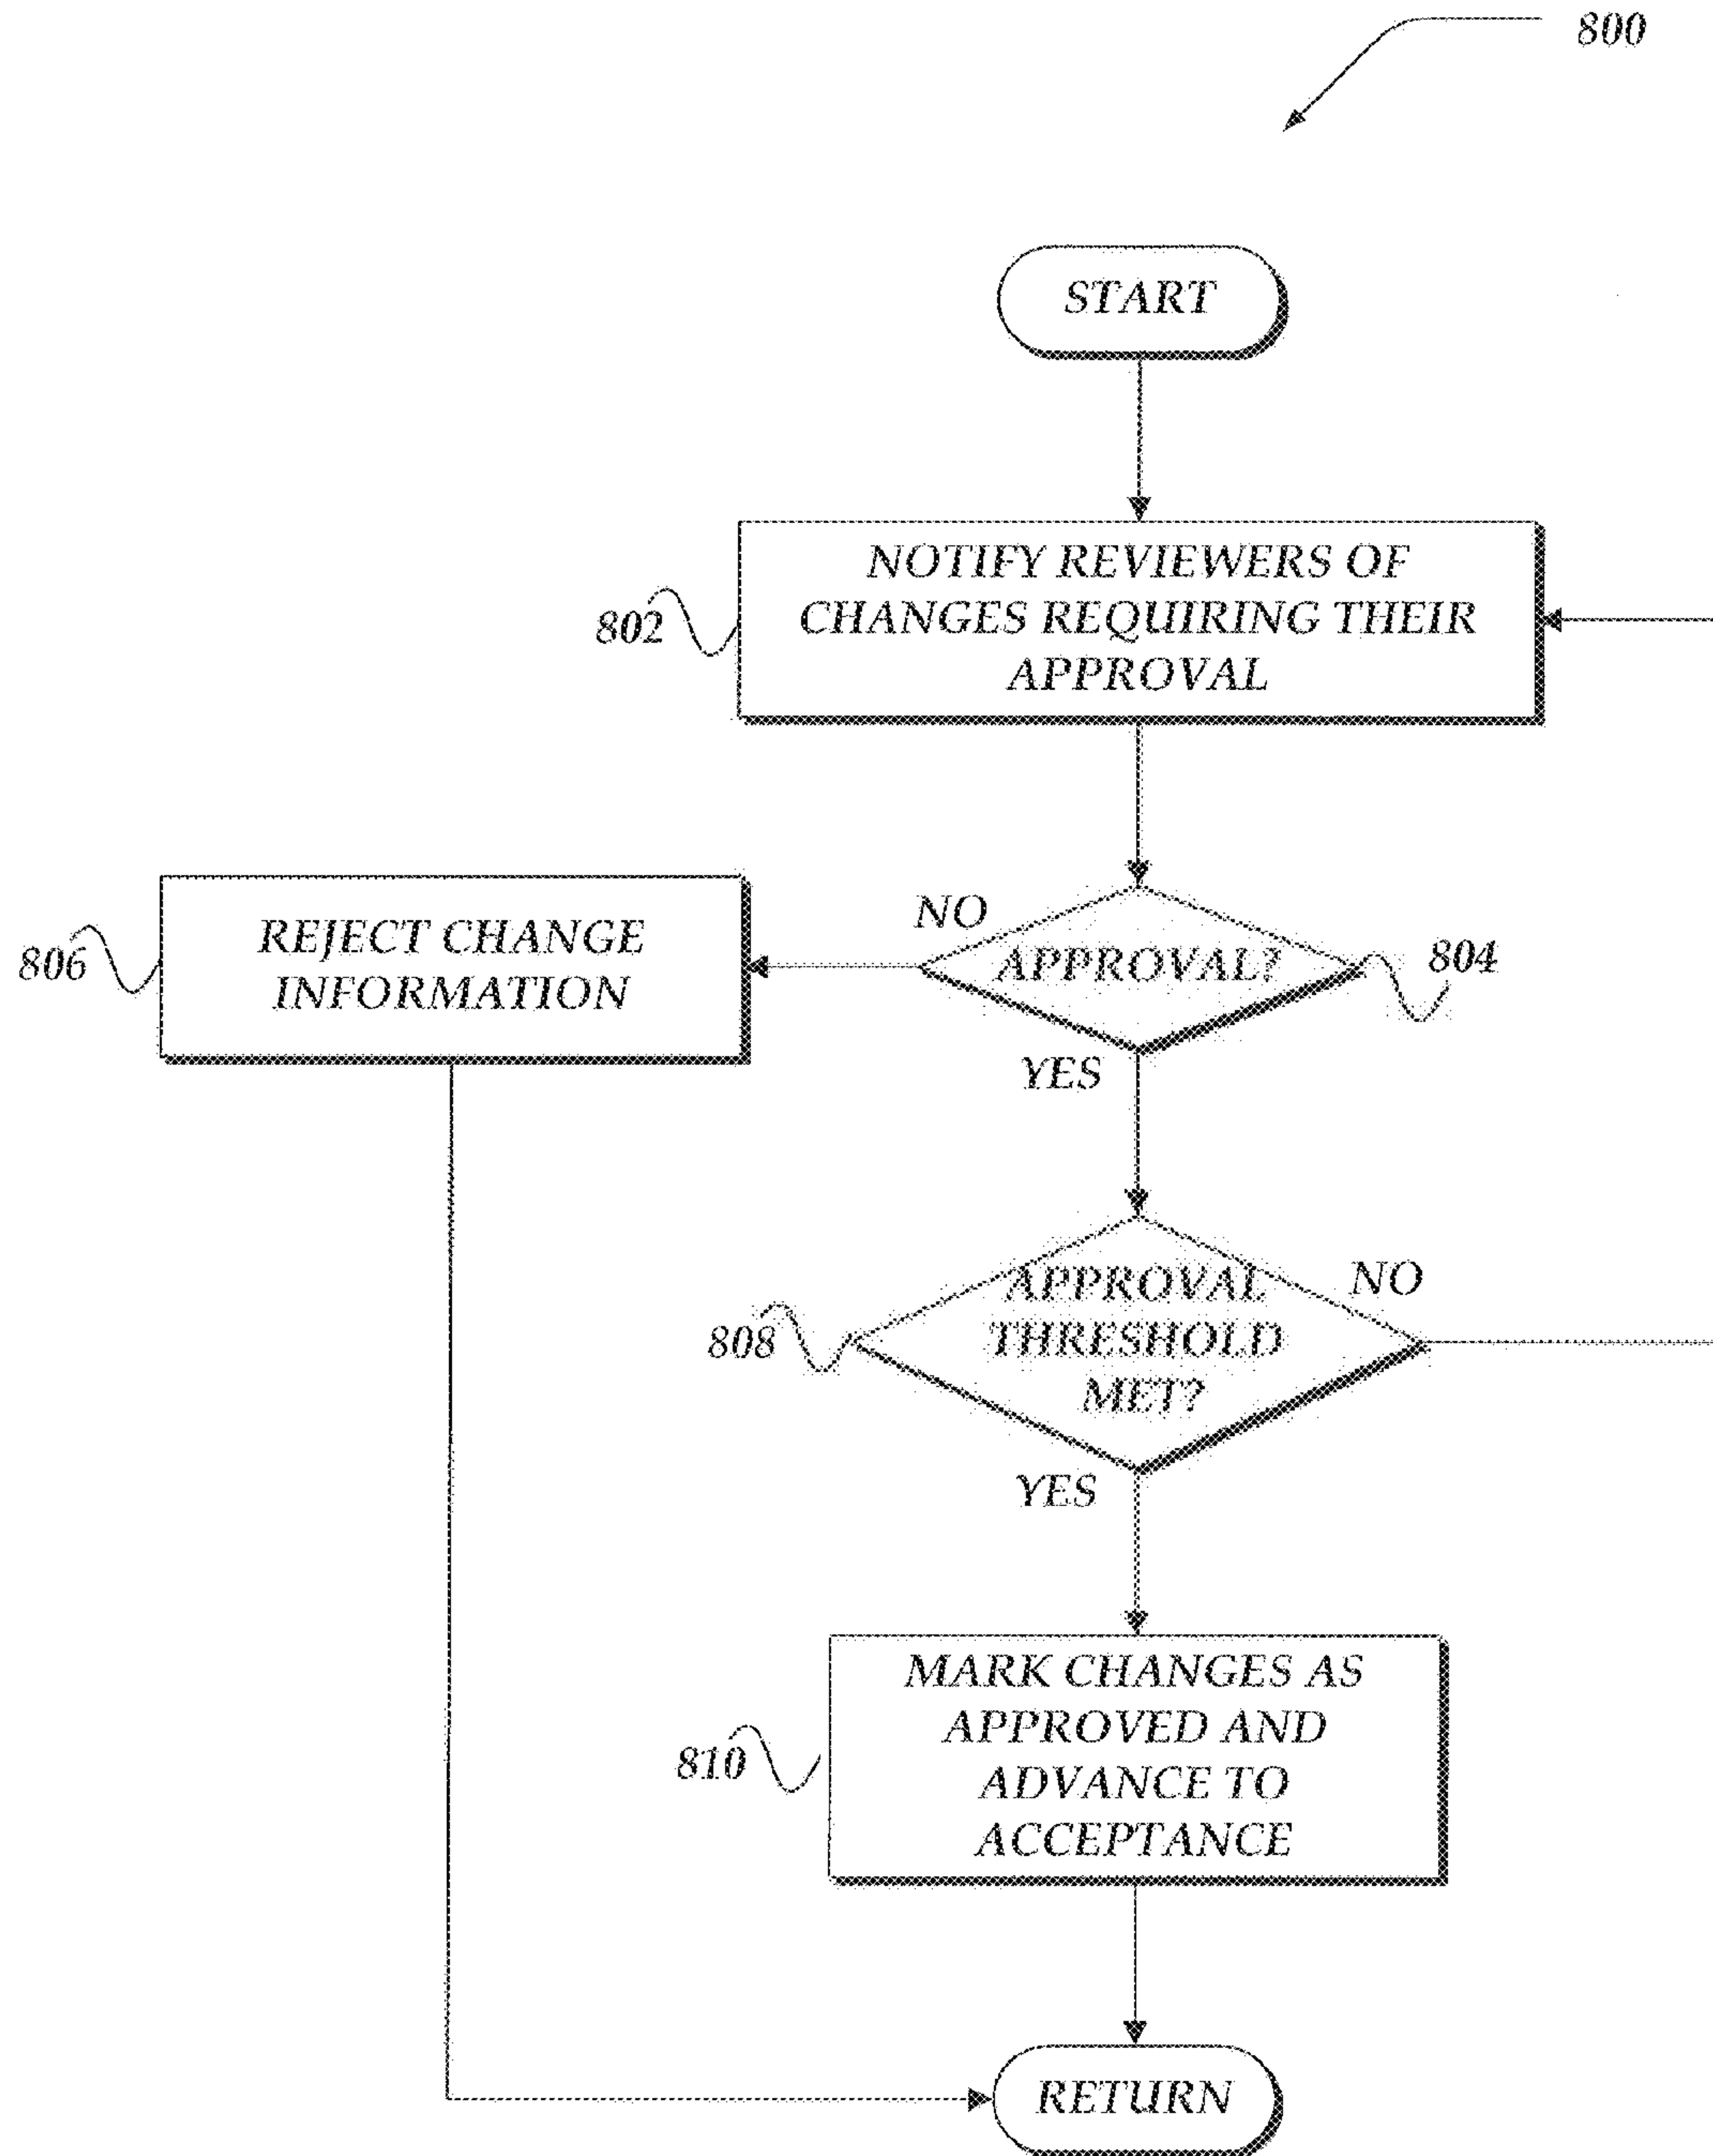 800
START
NOTIFY REVIEWERS OF
CHANGES REQUIRING THEIR
APPROVAL
802
NO
APPROVAL?
804
REJECT CHANGE
INFORMATION
806
YES
APPROVAL
THRESHOLD
MET?
NO
808
YES
MARK CHANGES AS
APPROVED AND
ADVANCE TO
ACCEPTANCE
810
RETURN